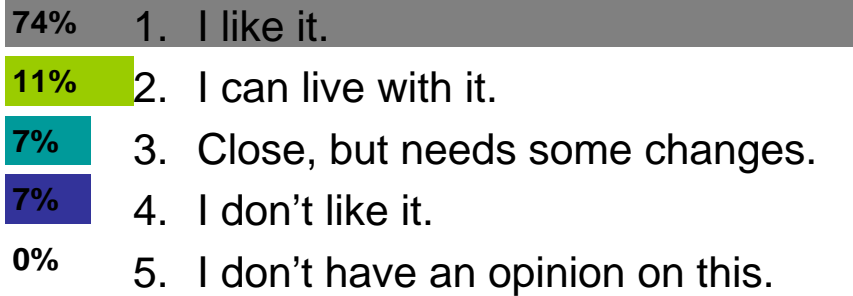 74% 1. I like it.
11% 2. I can live with it.
7% 3. Close, but needs some changes.
7% 4. I don’t like it.
0% 5. I don’t have an opinion on this.